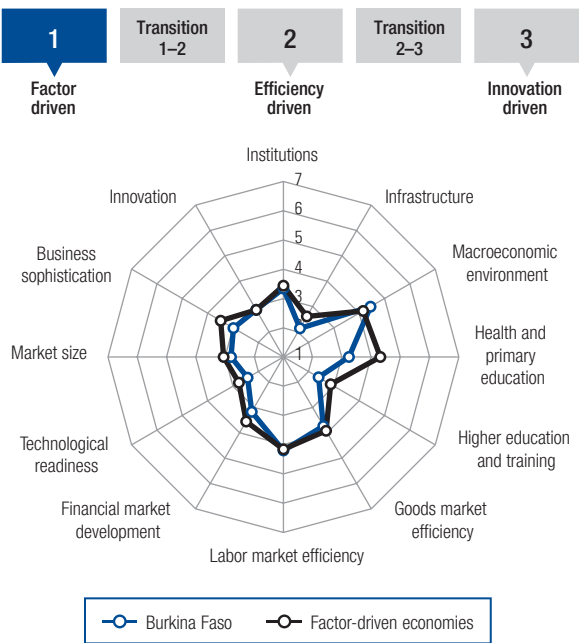 1
Transition
1–2
2
Transition
2–3
3
Factor
driven
Efficiency
driven
Innovation
driven
Institutions
7
6
5
4
3
2
1
Infrastructure
Macroeconomic
environment
Health and
primary
education
Higher education
and training
Goods market
efficiency
Labor market efficiency
Financial market
development
Technological
readiness
Market size
Business
sophistication
Innovation
Burkina Faso
Factor-driven economies